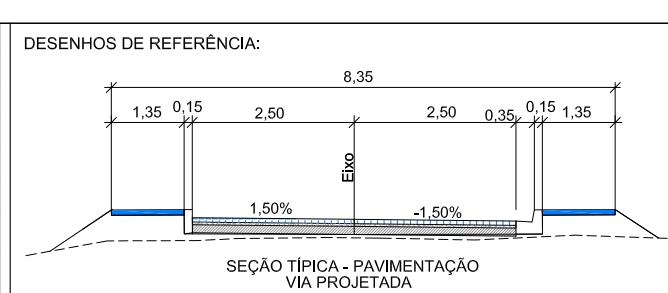 DESENHOS DE REFERÊNCIA:
8,35
1,35 0,15 2,50 2,50 0,35 0,15 1,35
Eixo
1,50% -1,50%
SEÇÃO TÍPICA - PAVIMENTAÇÃO
VIA PROJETADA